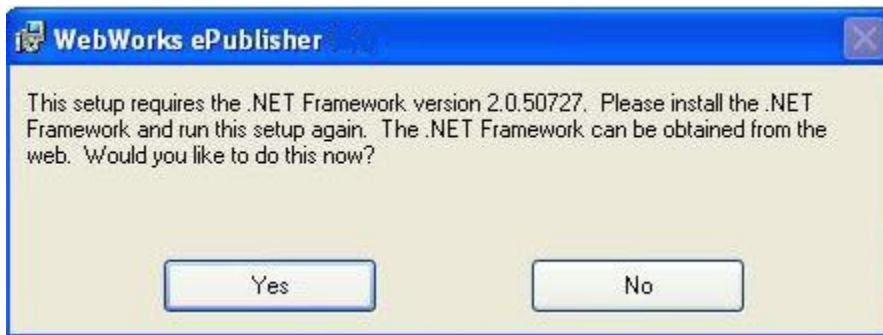 WebWorks ePublisher
This setup requires the .NET Framework version 2.0.50727. Please install the .NET
Framework and run this setup again. The .NET Framework can be obtained from the
web. Would you like to do this now?
Yes
No